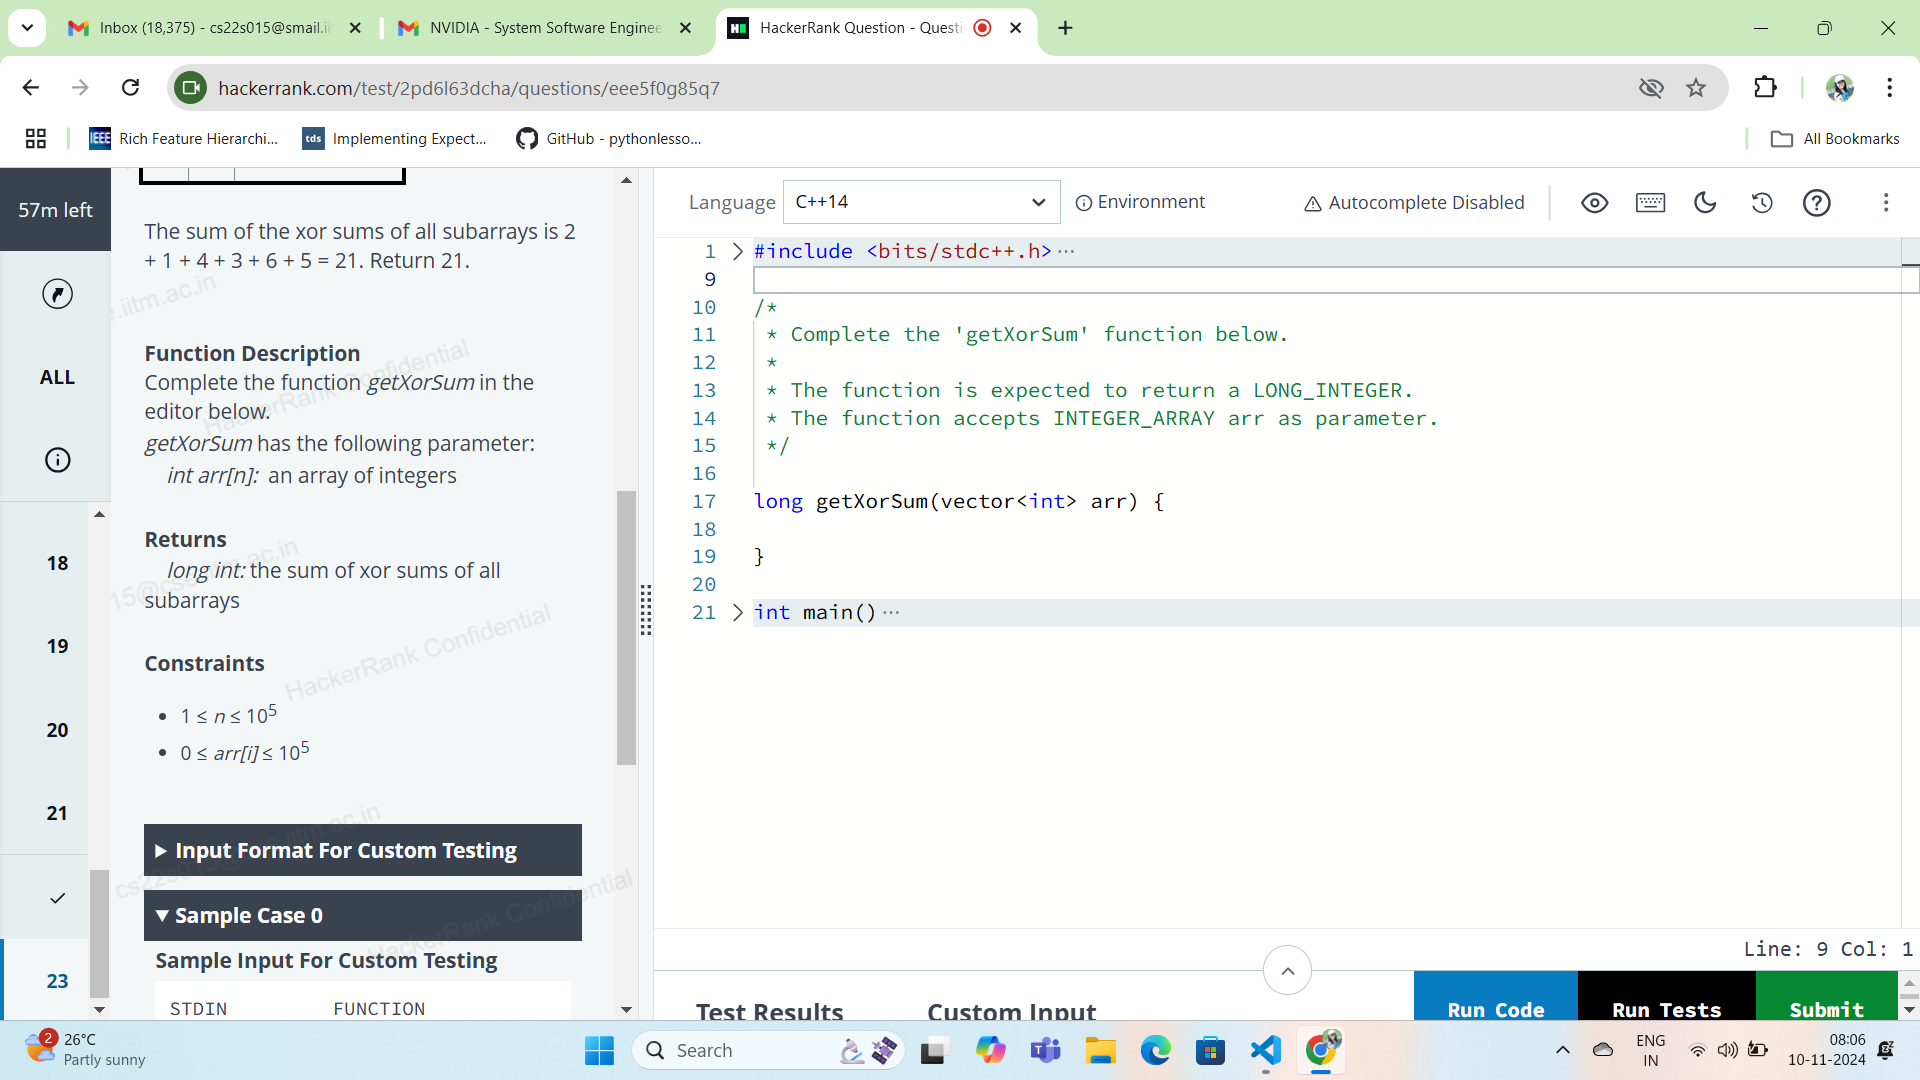 Inbox (18,375) - cs22s015@smail.ii
NVIDIA - System Software Enginee
HackerRank Question - Questi
hackerrank.com/test/2pd6l63dcha/questions/eee5f0g85q7
IEEE Rich Feature Hierarchi...
tds Implementing Expect...
GitHub - pythonlesso...
All Bookmarks
57m left
ALL
18
19
20
21
23
The sum of the xor sums of all subarrays is 2
+ 1 + 4 + 3 + 6 + 5 = 21. Return 21.
Function Description
Complete the function getXorSum in the
editor below.
getXorSum has the following parameter:
int arr[n]: an array of integers
Returns
long int: the sum of xor sums of all
subarrays
Constraints
1 ≤ n ≤ 10^5
0 ≤ arr[i] ≤ 10^5
Input Format For Custom Testing
Sample Case 0
Sample Input For Custom Testing
STDIN FUNCTION
HackerRank Confidential
HackerRank Confidential
HackerRank Confidential
Language C++14 Environment Autocomplete Disabled
1 #include <bits/stdc++.h>···
9
10 /*
11 * Complete the 'getXorSum' function below.
12 *
13 * The function is expected to return a LONG_INTEGER.
14 * The function accepts INTEGER_ARRAY arr as parameter.
15 */
16
17 long getXorSum(vector<int> arr) {
18
19 }
20
21 int main()···
Line: 9 Col: 1
Test Results Custom Input Run Code Run Tests Submit
2
26°C
Partly sunny
Search
ENG
IN
08:06
10-11-2024